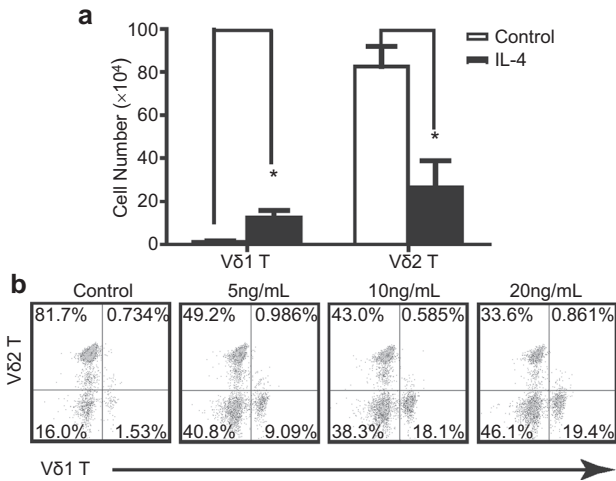 a
Cell Number (×10⁴)
100
80
60
40
20
0
Control
IL-4
*
*
Vδ1 T
Vδ2 T
b
Control
5ng/mL
10ng/mL
20ng/mL
Vδ2 T
81.7% 0.734%
16.0% 1.53%
49.2% 0.986%
40.8% 9.09%
43.0% 0.585%
38.3% 18.1%
33.6% 0.861%
46.1% 19.4%
Vδ1 T